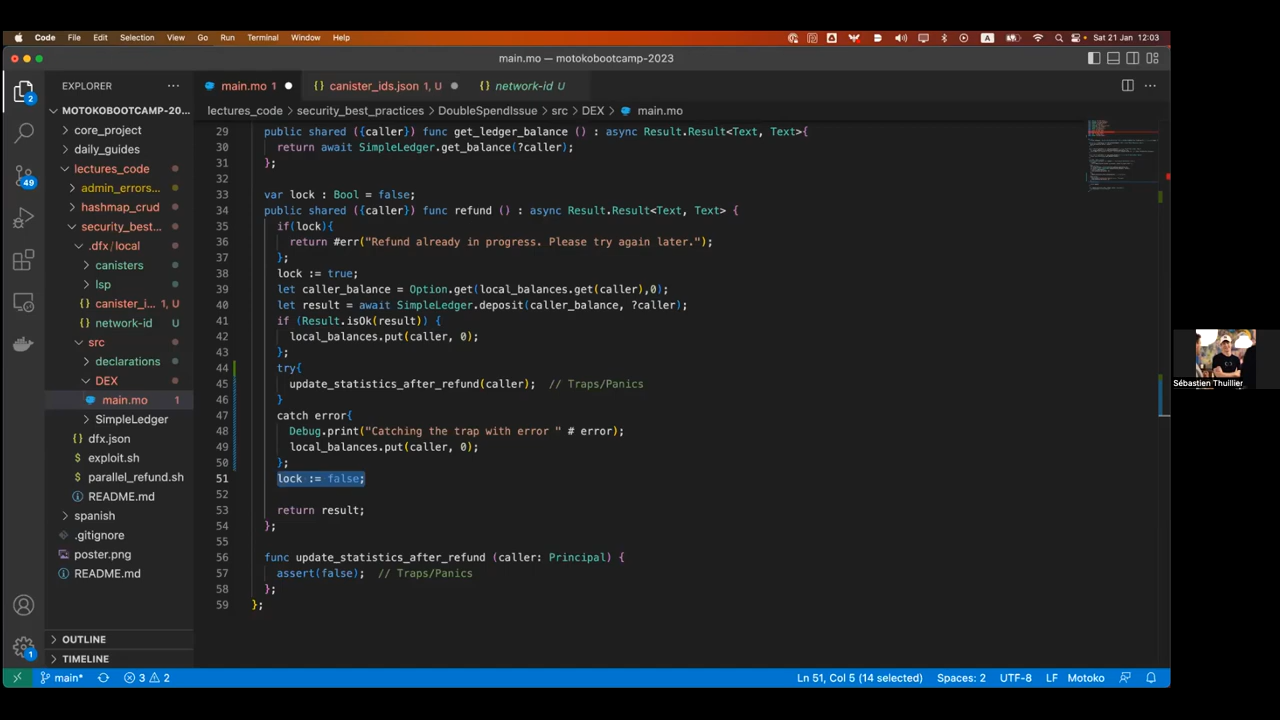 Code File Edit Selection View Go Run Terminal Window Help
Sat 21 Jan 12:03
main.mo — motokobootcamp-2023
EXPLORER
main.mo 1
canister_ids.json 1, U
network-id U
MOTOKOBOOTCAMP-20...
core_project
daily_guides
lectures_code
admin_errors...
hashmap_crud
security_best...
.dfx/local
canisters
lsp
canister_i... 1, U
network-id U
src
declarations
DEX
main.mo 1
SimpleLedger
dfx.json
exploit.sh
parallel_refund.sh
README.md
spanish
.gitignore
poster.png
README.md
OUTLINE
TIMELINE
2
49
1
lectures_code > security_best_practices > DoubleSpendIssue > src > DEX > main.mo
29 public shared ({caller}) func get_ledger_balance () : async Result.Result<Text, Text>{
30 return await SimpleLedger.get_balance(?caller);
31 };
32
33 var lock : Bool = false;
34 public shared ({caller}) func refund () : async Result.Result<Text, Text> {
35 if(lock){
36 return #err("Refund already in progress. Please try again later.");
37 };
38 lock := true;
39 let caller_balance = Option.get(local_balances.get(caller),0);
40 let result = await SimpleLedger.deposit(caller_balance, ?caller);
41 if (Result.isOk(result)) {
42 local_balances.put(caller, 0);
43 };
44 try{
45 update_statistics_after_refund(caller); // Traps/Panics
46 }
47 catch error{
48 Debug.print("Catching the trap with error " # error);
49 local_balances.put(caller, 0);
50 };
51 lock := false;
52
53 return result;
54 };
55
56 func update_statistics_after_refund (caller: Principal) {
57 assert(false); // Traps/Panics
58 };
59 };
Sébastien Thuillier
main* 3 2
Ln 51, Col 5 (14 selected) Spaces: 2 UTF-8 LF Motoko